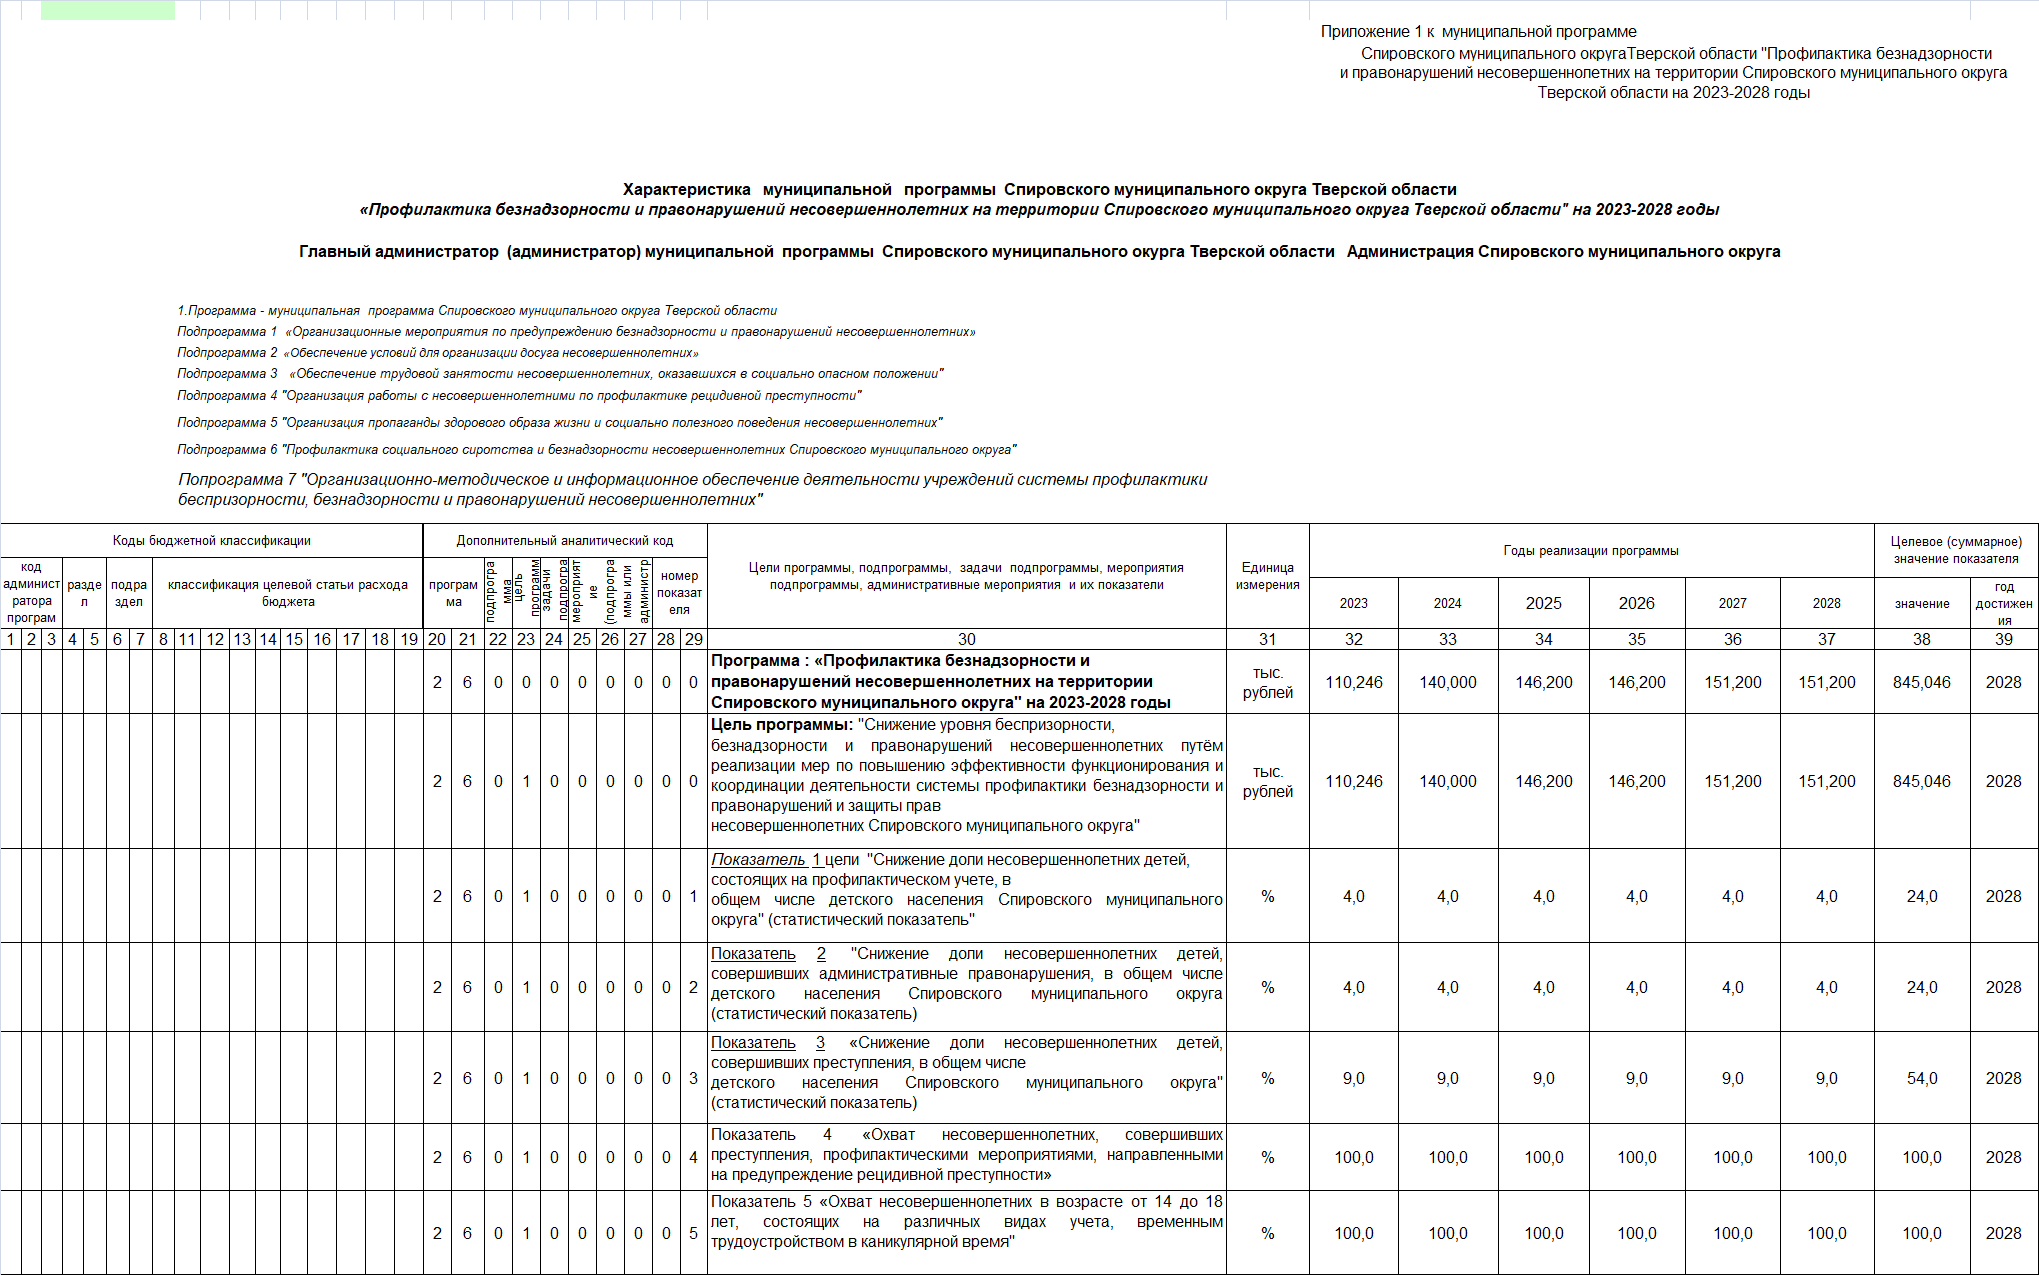 Приложение 1 к муниципальной программе
Спировского муниципального округаТверской области "Профилактика безнадзорности
и правонарушений несовершеннолетних на территории Спировского муниципального округа
Тверской области на 2023-2028 годы
Характеристика муниципальной программы Спировского муниципального округа Тверской области
«Профилактика безнадзорности и правонарушений несовершеннолетних на территории Спировского муниципального округа Тверской области" на 2023-2028 годы
Главный администратор (администратор) муниципальной программы Спировского муниципального окурга Тверской области Администрация Спировского муниципального округа
1.Программа - муниципальная программа Спировского муниципального округа Тверской области
Подпрограмма 1 «Организационные мероприятия по предупреждению безнадзорности и правонарушений несовершеннолетних»
Подпрограмма 2 «Обеспечение условий для организации досуга несовершеннолетних»
Подпрограмма 3 «Обеспечение трудовой занятости несовершеннолетних, оказавшихся в социально опасном положении"
Подпрограмма 4 "Организация работы с несовершеннолетними по профилактике рецидивной преступности"
Подпрограмма 5 "Организация пропаганды здорового образа жизни и социально полезного поведения несовершеннолетних"
Подпрограмма 6 "Профилактика социального сиротства и безнадзорности несовершеннолетних Спировского муниципального округа"
Попрограмма 7 "Организационно-методическое и информационное обеспечение деятельности учреждений системы профилактики
беспризорности, безнадзорности и правонарушений несовершеннолетних"
Коды бюджетной классификации
код
админист
ратора
програм
разде
л
подра
здел
классификация целевой статьи расхода
бюджета
Дополнительный аналитический код
програм
ма
подпрогра
мма
цель
программ
задачи
подпрогра
мероприят
ие
(подпрогра
ммы или
администр
номер
показат
еля
Цели программы, подпрограммы, задачи подпрограммы, мероприятия
подпрограммы, административные мероприятия и их показатели
Единица
измерения
Годы реализации программы
2023 2024 2025 2026 2027 2028
Целевое (суммарное)
значение показателя
значение
год
достижен
ия
1 2 3 4 5 6 7 8 11 12 13 14 15 16 17 18 19 20 21 22 23 24 25 26 27 28 29 30 31 32 33 34 35 36 37 38 39
2 6 0 0 0 0 0 0 0 0
Программа : «Профилактика безнадзорности и
правонарушений несовершеннолетних на территории
Спировского муниципального округа" на 2023-2028 годы
тыс.
рублей
110,246 140,000 146,200 146,200 151,200 151,200 845,046 2028
2 6 0 1 0 0 0 0 0 0
Цель программы: "Снижение уровня беспризорности,
безнадзорности и правонарушений несовершеннолетних путём
реализации мер по повышению эффективности функционирования и
координации деятельности системы профилактики безнадзорности и
правонарушений и защиты прав
несовершеннолетних Спировского муниципального округа"
тыс.
рублей
110,246 140,000 146,200 146,200 151,200 151,200 845,046 2028
2 6 0 1 0 0 0 0 0 1
Показатель 1 цели "Снижение доли несовершеннолетних детей,
состоящих на профилактическом учете, в
общем числе детского населения Спировского муниципального
округа" (статистический показатель"
% 4,0 4,0 4,0 4,0 4,0 4,0 24,0 2028
2 6 0 1 0 0 0 0 0 2
Показатель 2 "Снижение доли несовершеннолетних детей,
совершивших административные правонарушения, в общем числе
детского населения Спировского муниципального округа
(статистический показатель)
% 4,0 4,0 4,0 4,0 4,0 4,0 24,0 2028
2 6 0 1 0 0 0 0 0 3
Показатель 3 «Снижение доли несовершеннолетних детей,
совершивших преступления, в общем числе
детского населения Спировского муниципального округа"
(статистический показатель)
% 9,0 9,0 9,0 9,0 9,0 9,0 54,0 2028
2 6 0 1 0 0 0 0 0 4
Показатель 4 «Охват несовершеннолетних, совершивших
преступления, профилактическими мероприятиями, направленными
на предупреждение рецидивной преступности»
% 100,0 100,0 100,0 100,0 100,0 100,0 100,0 2028
2 6 0 1 0 0 0 0 0 5
Показатель 5 «Охват несовершеннолетних в возрасте от 14 до 18
лет, состоящих на различных видах учета, временным
трудоустройством в каникулярной время"
% 100,0 100,0 100,0 100,0 100,0 100,0 100,0 2028